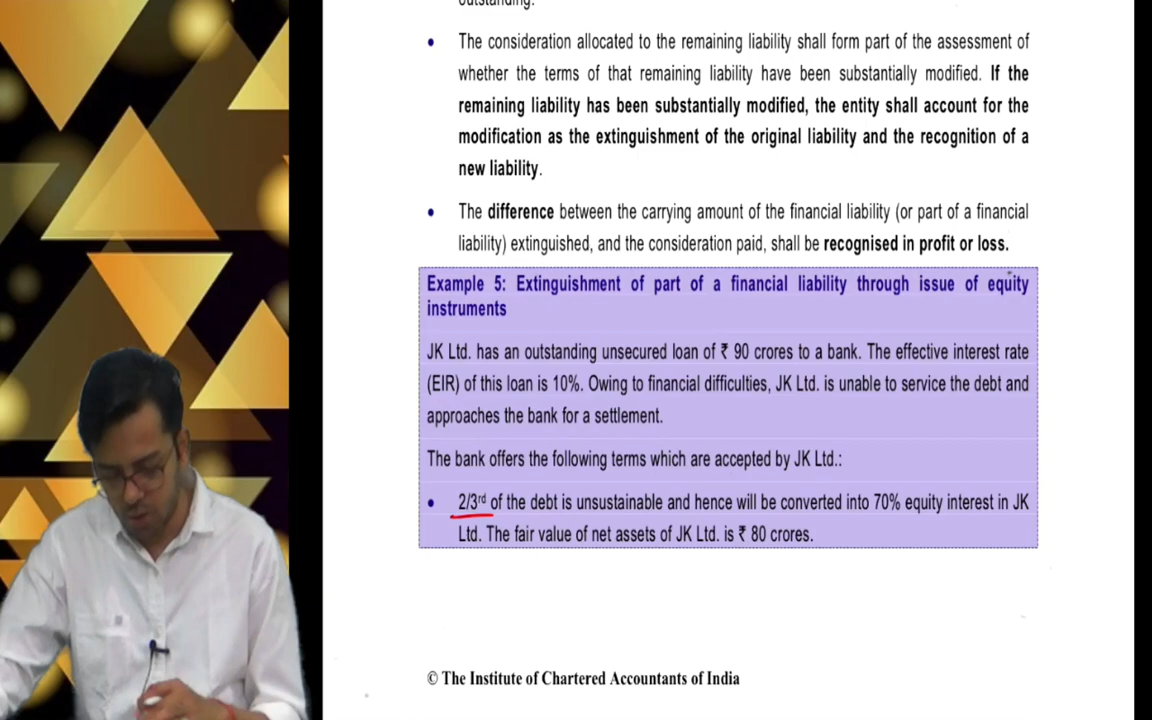 outstanding.
• The consideration allocated to the remaining liability shall form part of the assessment of
whether the terms of that remaining liability have been substantially modified. If the
remaining liability has been substantially modified, the entity shall account for the
modification as the extinguishment of the original liability and the recognition of a
new liability.
• The difference between the carrying amount of the financial liability (or part of a financial
liability) extinguished, and the consideration paid, shall be recognised in profit or loss.
Example 5: Extinguishment of part of a financial liability through issue of equity
instruments
JK Ltd. has an outstanding unsecured loan of ₹ 90 crores to a bank. The effective interest rate
(EIR) of this loan is 10%. Owing to financial difficulties, JK Ltd. is unable to service the debt and
approaches the bank for a settlement.
The bank offers the following terms which are accepted by JK Ltd.:
• 2/3rd of the debt is unsustainable and hence will be converted into 70% equity interest in JK
Ltd. The fair value of net assets of JK Ltd. is ₹ 80 crores.
© The Institute of Chartered Accountants of India